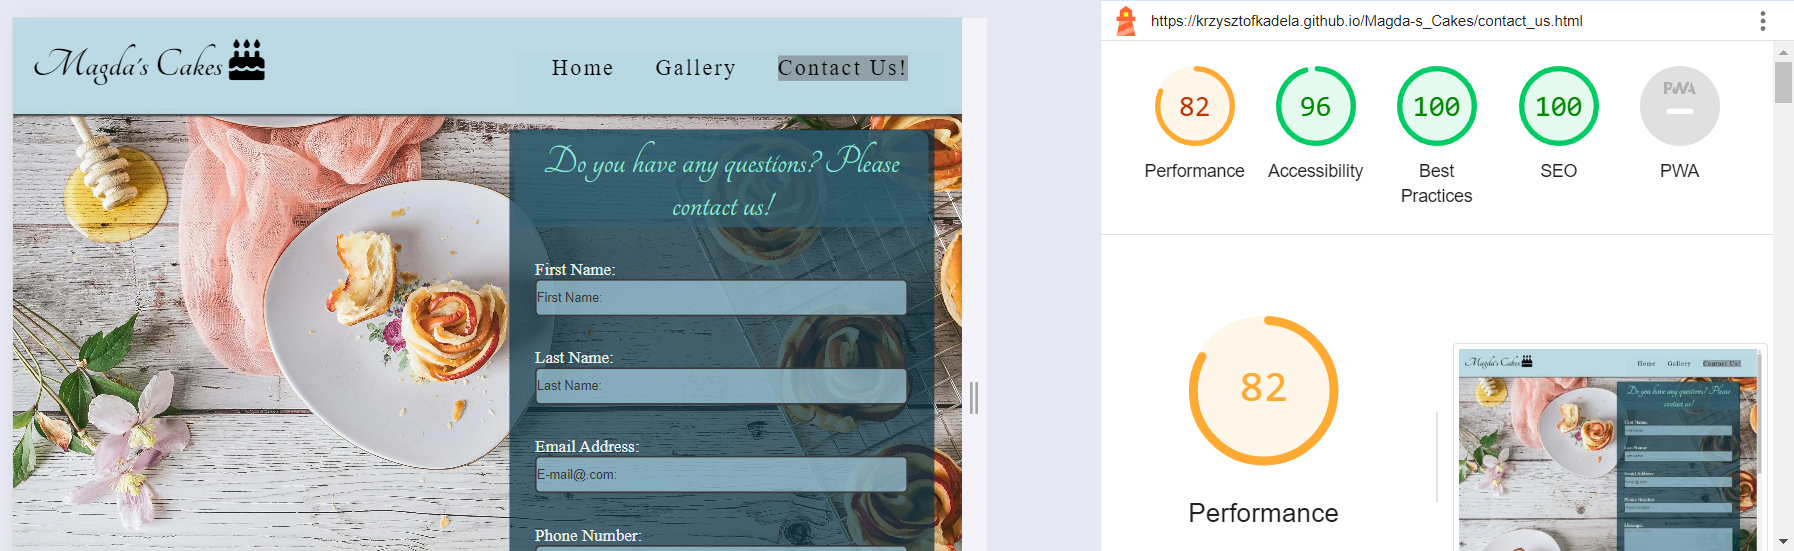 Magda's Cakes
Home Gallery Contact Us!
Do you have any questions? Please
contact us!
First Name:
First Name:
Last Name:
Last Name:
Email Address:
E-mail@.com:
Phone Number:
https://krzysztofkadela.github.io/Magda-s_Cakes/contact_us.html
82 96 100 100 PWA
Performance Accessibility Best Practices SEO PWA
82
Performance
Magda's Cakes
Home Gallery Contact Us!
Do you have any questions? Please
contact us!
First Name:
Last Name:
Email Address:
Phone Number:
Message: